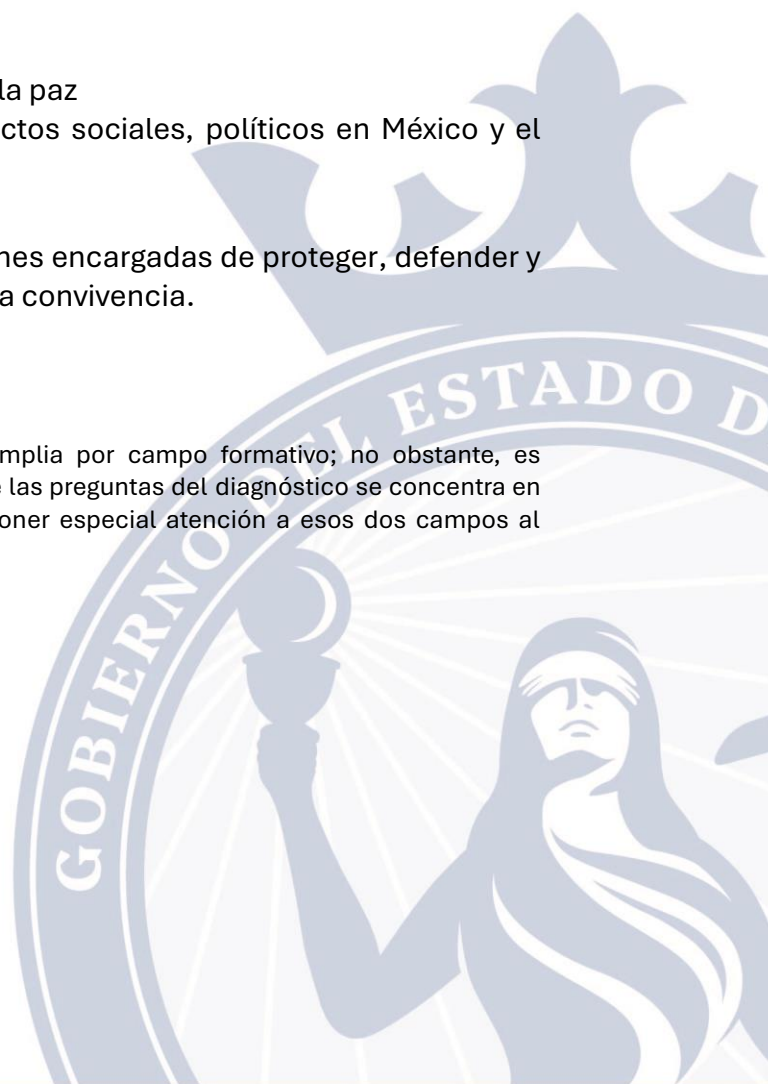 la paz
ctos sociales, políticos en México y el
nes encargadas de proteger, defender y
a convivencia.
mplia por campo formativo; no obstante, es
e las preguntas del diagnóstico se concentra en
oner especial atención a esos dos campos al
GOBIERNO DEL ESTADO D